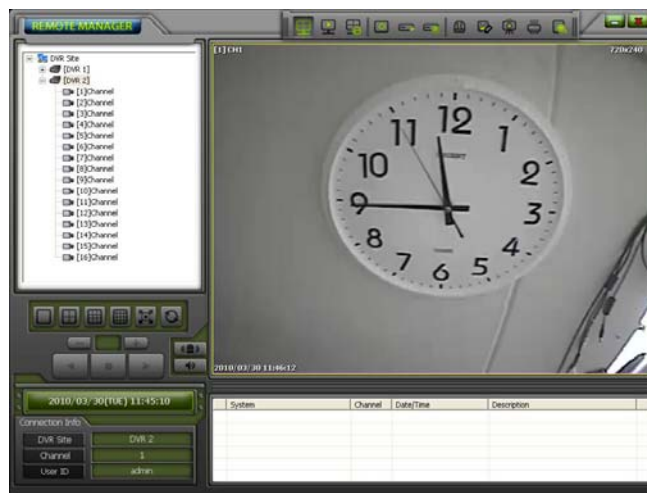 REMOTE MANAGER
DVR Site
[DVR 1]
[DVR 2]
[1]Channel
[2]Channel
[3]Channel
[4]Channel
[5]Channel
[6]Channel
[7]Channel
[8]Channel
[9]Channel
[10]Channel
[11]Channel
[12]Channel
[13]Channel
[14]Channel
[15]Channel
[16]Channel
[1] CH1
720x240
12
1
2
3
4
5
6
7
8
9
10
11
2010/03/30 11:46:12
2010/03/30(TUE) 11:45:10
Connection Info
DVR Site DVR 2
Channel 1
User ID admin
System Channel Date/Time Description